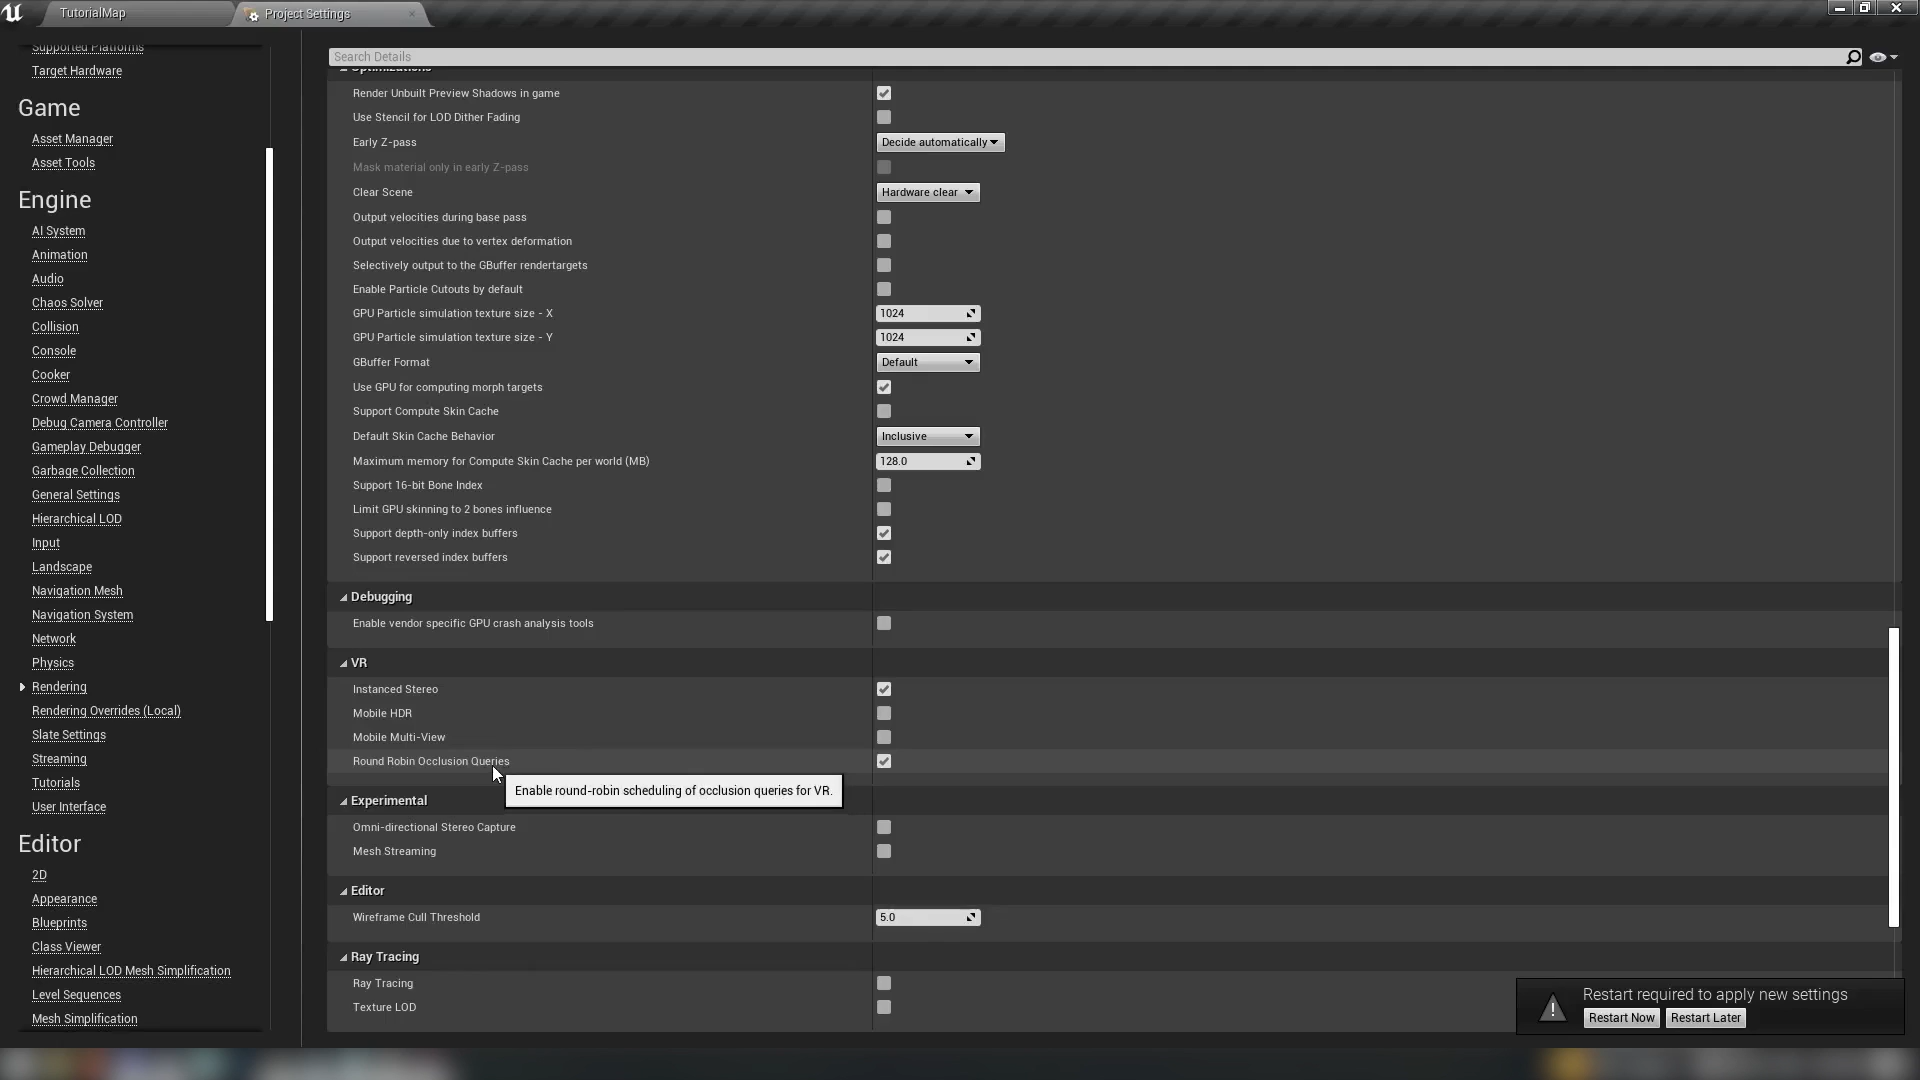 TutorialMap
Project Settings
Supported Platforms
Target Hardware
Game
Asset Manager
Asset Tools
Engine
AI System
Animation
Audio
Chaos Solver
Collision
Console
Cooker
Crowd Manager
Debug Camera Controller
Gameplay Debugger
Garbage Collection
General Settings
Hierarchical LOD
Input
Landscape
Navigation Mesh
Navigation System
Network
Physics
Rendering
Rendering Overrides (Local)
Slate Settings
Streaming
Tutorials
User Interface
Editor
2D
Appearance
Blueprints
Class Viewer
Hierarchical LOD Mesh Simplification
Level Sequences
Mesh Simplification
Search Details
Optimizations
Render Unbuilt Preview Shadows in game
Use Stencil for LOD Dither Fading
Early Z-pass Decide automatically
Mask material only in early Z-pass
Clear Scene Hardware clear
Output velocities during base pass
Output velocities due to vertex deformation
Selectively output to the GBuffer rendertargets
Enable Particle Cutouts by default
GPU Particle simulation texture size - X 1024
GPU Particle simulation texture size - Y 1024
GBuffer Format Default
Use GPU for computing morph targets
Support Compute Skin Cache
Default Skin Cache Behavior Inclusive
Maximum memory for Compute Skin Cache per world (MB) 128.0
Support 16-bit Bone Index
Limit GPU skinning to 2 bones influence
Support depth-only index buffers
Support reversed index buffers
Debugging
Enable vendor specific GPU crash analysis tools
VR
Instanced Stereo
Mobile HDR
Mobile Multi-View
Round Robin Occlusion Queries
Enable round-robin scheduling of occlusion queries for VR.
Experimental
Omni-directional Stereo Capture
Mesh Streaming
Editor
Wireframe Cull Threshold 5.0
Ray Tracing
Ray Tracing
Texture LOD
Restart required to apply new settings
Restart Now Restart Later